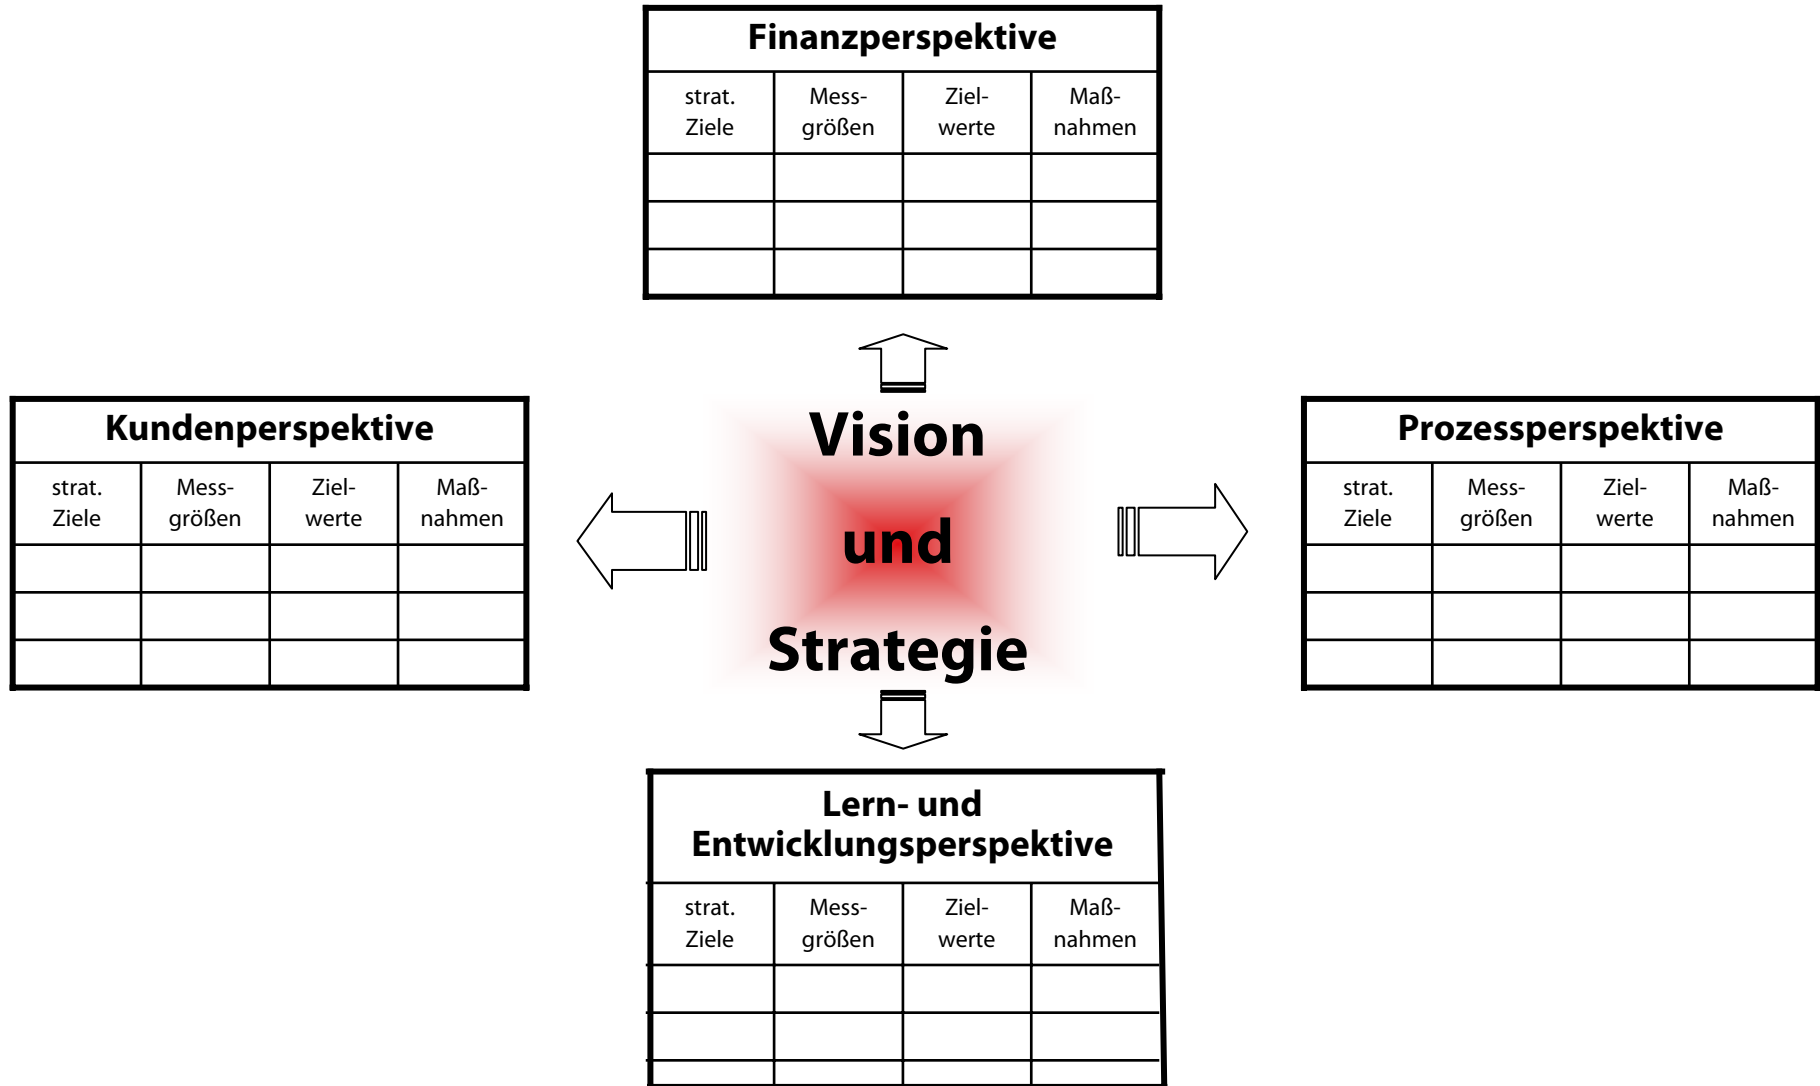 Finanzperspektive
strat. Mess- Ziel- Maß-
Ziele größen werte nahmen
Kundenperspektive
strat. Mess- Ziel- Maß-
Ziele größen werte nahmen
Vision
und
Strategie
Prozessperspektive
strat. Mess- Ziel- Maß-
Ziele größen werte nahmen
Lern- und
Entwicklungsperspektive
strat. Mess- Ziel- Maß-
Ziele größen werte nahmen